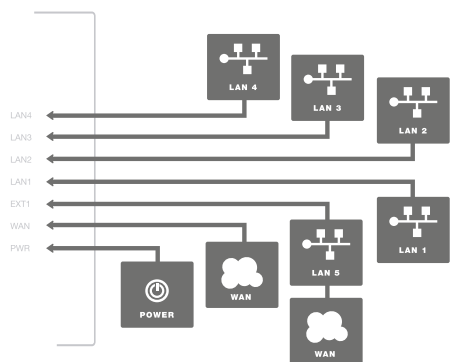 LAN 4
LAN 3
LAN 2
LAN4
LAN3
LAN2
LAN1
EXT1
WAN
PWR
LAN 1
LAN 5
WAN
POWER
WAN